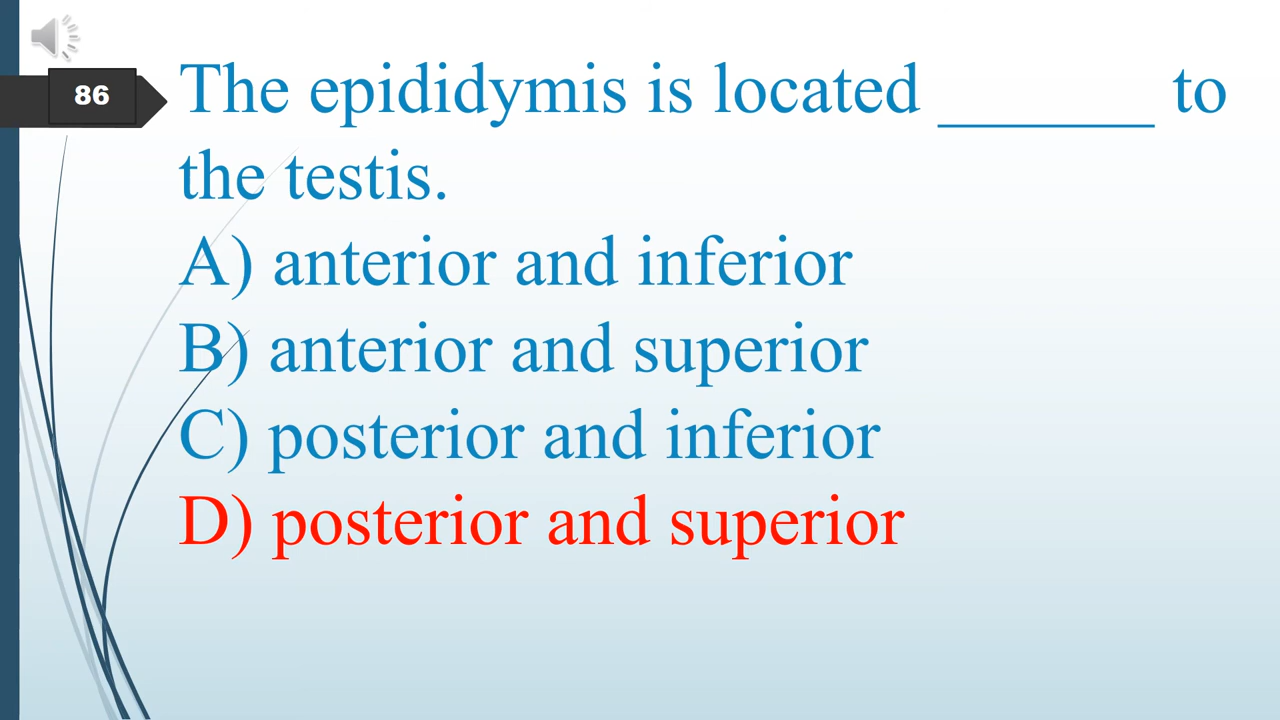 86
The epididymis is located _______ to
the testis.
A) anterior and inferior
B) anterior and superior
C) posterior and inferior
D) posterior and superior